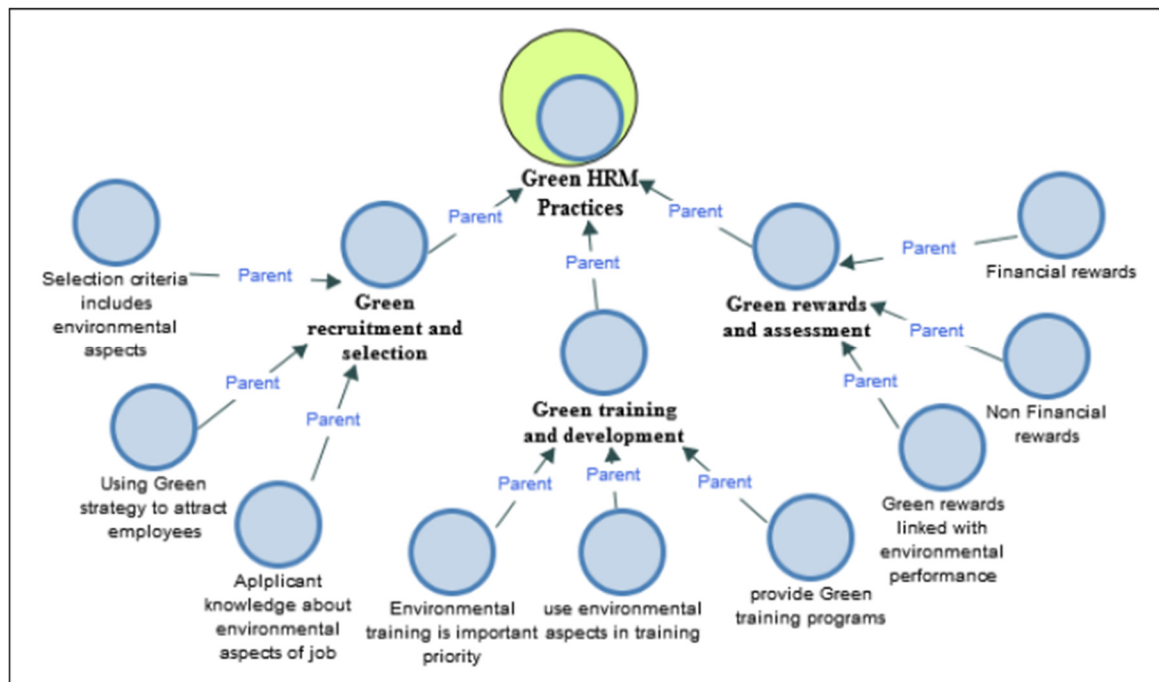 Green HRM
Practices
Parent
Parent
Parent
Selection criteria
includes
environmental
aspects
Parent
Green
recruitment and
selection
Green rewards
and assessment
Parent
Financial rewards
Parent
Non Financial
rewards
Parent
Using Green
strategy to attract
employees
Parent
Green training
and development
Parent
Green rewards
linked with
environmental
performance
Aplplicant
knowledge about
environmental
aspects of job
Parent
Parent
Parent
Environmental
training is important
priority
use environmental
aspects in training
provide Green
training programs